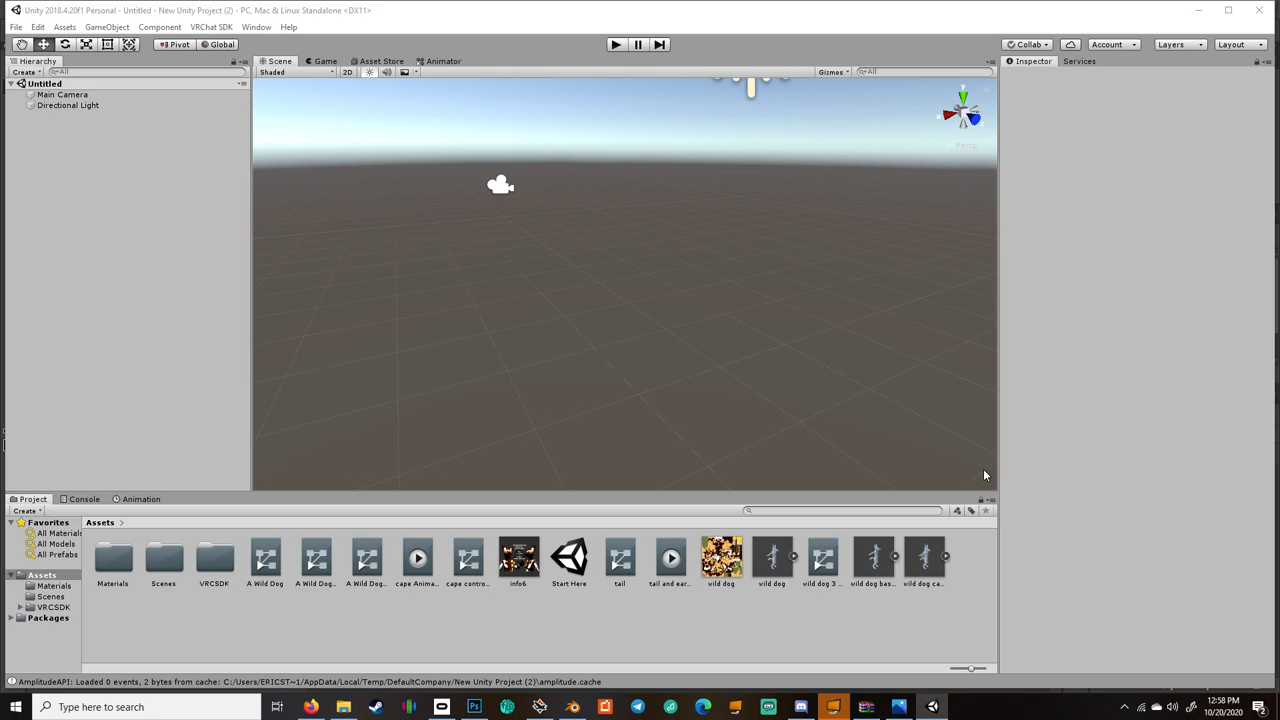 Unity 2018.4.20f1 Personal - Untitled - New Unity Project (2) - PC, Mac & Linux Standalone <DX11>
File Edit Assets GameObject Component VRChat SDK Window Help
Pivot Global Collab Account Layers Layout
Hierarchy Scene Game Asset Store Animator Inspector Services
Create All Shaded 2D Gizmos All
Untitled
Main Camera
Directional Light
y
x
z
Persp
Project Console Animation
Create
Favorites Assets
All Materials
All Models
All Prefabs
Assets
Materials
Scenes
VRCSDK
Packages
Materials Scenes VRCSDK A Wild Dog A Wild Dog... A Wild Dog... cape Anima... cape contro... info6 Start Here tail tail and ear... wild dog wild dog wild dog 3 ... wild dog bas... wild dog ca...
AmplitudeAPI: Loaded 0 events, 2 bytes from cache: C:/Users/ERICST~1/AppData/Local/Temp/DefaultCompany/New Unity Project (2)\amplitude.cache
Type here to search
12:58 PM
10/20/2020
2